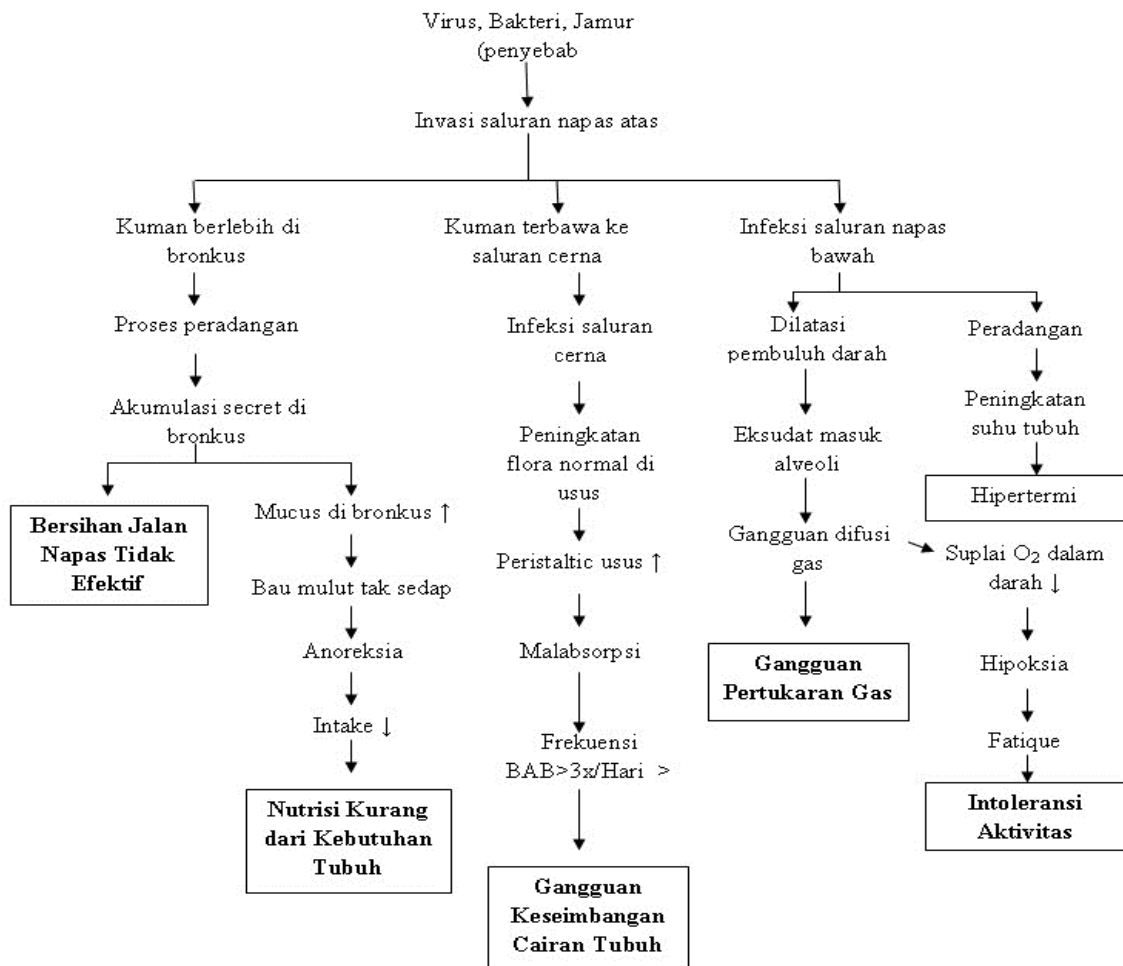 Virus, Bakteri, Jamur
(penyebab
Invasi saluran napas atas
Kuman berlebih di
bronkus
Proses peradangan
Akumulasi secret di
bronkus
Bersihan Jalan
Napas Tidak
Efektif
Mucus di bronkus ↑
Bau mulut tak sedap
Anoreksia
Intake ↓
Nutrisi Kurang
dari Kebutuhan
Tubuh
Kuman terbawa ke
saluran cerna
Infeksi saluran
cerna
Peningkatan
flora normal di
usus
Peristaltic usus ↑
Malabsorpsi
Frekuensi
BAB>3x/Hari >
Gangguan
Keseimbangan
Cairan Tubuh
Infeksi saluran napas
bawah
Dilatasi
pembuluh darah
Eksudat masuk
alveoli
Gangguan difusi
gas
Gangguan
Pertukaran Gas
Peradangan
Peningkatan
suhu tubuh
Hipertermi
Suplai O₂ dalam
darah ↓
Hipoksia
Fatique
Intoleransi
Aktivitas